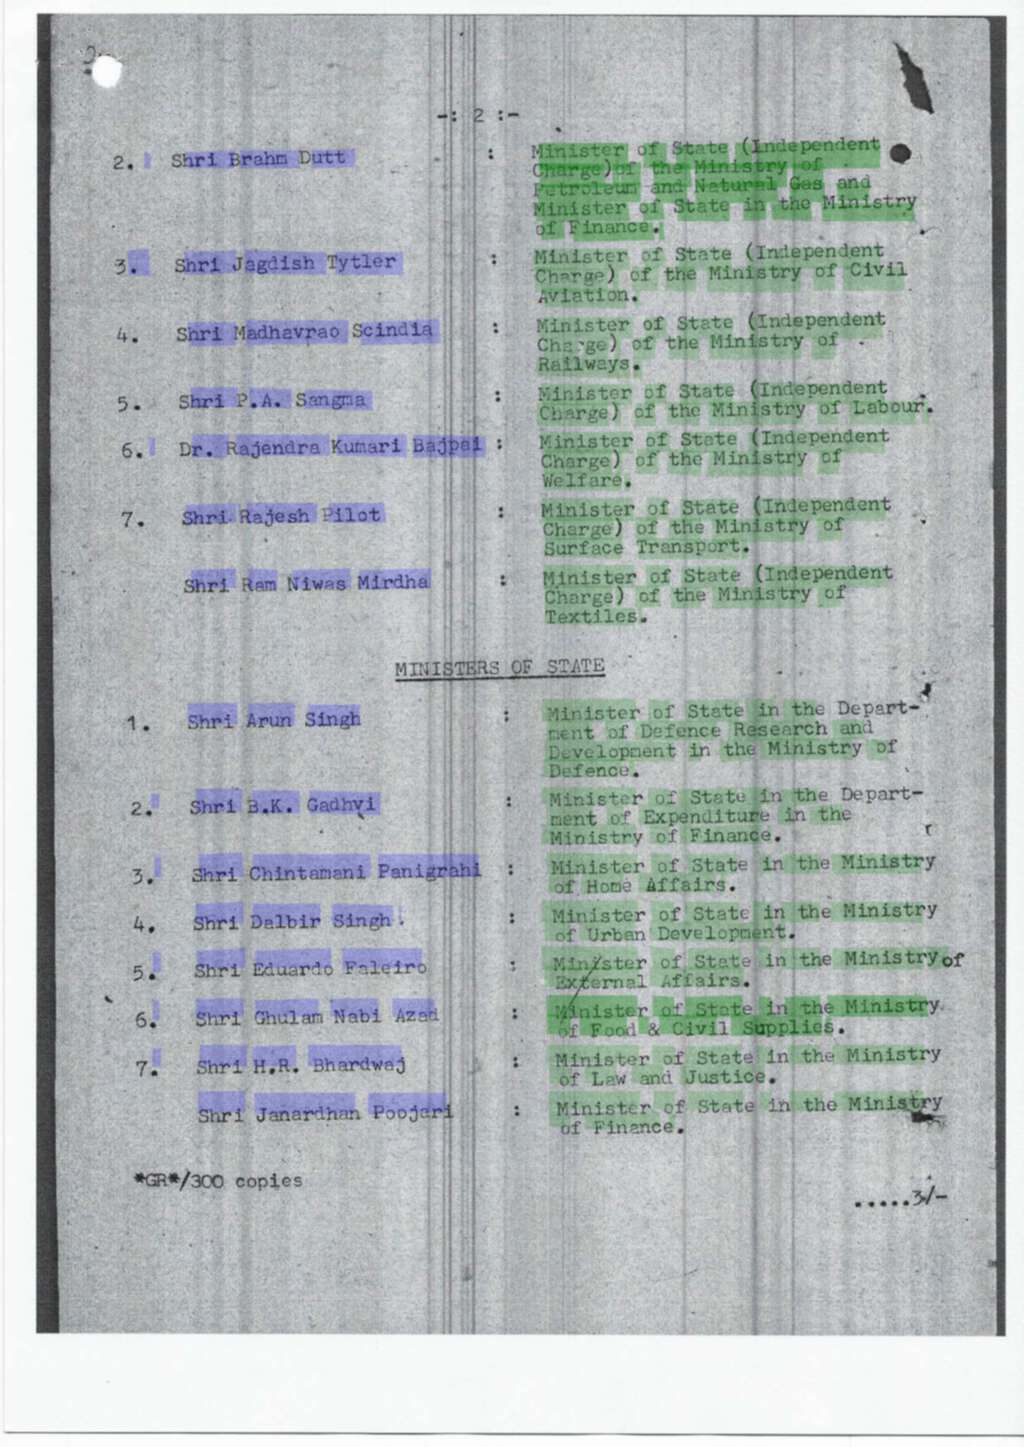 -: 2 :-
2. Shri Brahm Dutt : Minister of State (Independent
Charge)of the Ministry of
Petroleum and Natural Gas and
Minister of State in the Ministry
of Finance.
3. Shri Jagdish Tytler : Minister of State (Independent
Charge) of the Ministry of Civil
Aviation.
4. Shri Madhavrao Scindia : Minister of State (Independent
Charge) of the Ministry of
Railways.
5. Shri P.A. Sangma : Minister of State (Independent
Charge) of the Ministry of Labour.
6. Dr. Rajendra Kumari Bajpai : Minister of State (Independent
Charge) of the Ministry of
Welfare.
7. Shri Rajesh Pilot : Minister of State (Independent
Charge) of the Ministry of
Surface Transport.
Shri Ram Niwas Mirdha : Minister of State (Independent
Charge) of the Ministry of
Textiles.
MINISTERS OF STATE
1. Shri Arun Singh : Minister of State in the Depart-
ment of Defence Research and
Development in the Ministry of
Defence.
2. Shri B.K. Gadhvi : Minister of State in the Depart-
ment of Expenditure in the
Ministry of Finance.
3. Shri Chintamani Panigrahi : Minister of State in the Ministry
of Home Affairs.
4. Shri Dalbir Singh : Minister of State in the Ministry
of Urban Development.
5. Shri Eduardo Faleiro : Minister of State in the Ministry of
External Affairs.
6. Shri Ghulam Nabi Azad : Minister of State in the Ministry
of Food & Civil Supplies.
7. Shri H.R. Bhardwaj : Minister of State in the Ministry
of Law and Justice.
Shri Janardhan Poojari : Minister of State in the Ministry
of Finance.
*GR*/300 copies
.....3/-